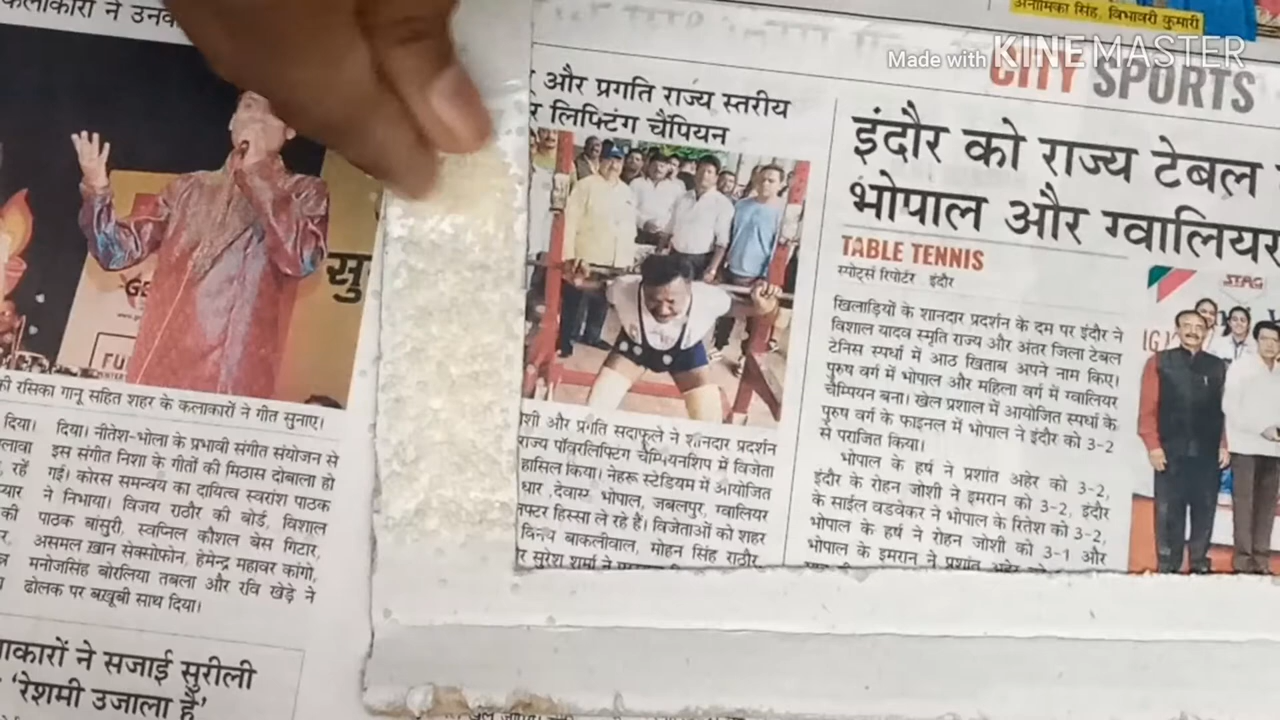 कलाकारों ने
सु
की रसिका गानू सहित शहर के कलाकारों ने गीत सुनाए।
दिया।
रहें
की
दिया। नीतेश-भोला के प्रभावी संगीत संयोजन से
इस संगीत निशा के गीतों की मिठास दोबाला हो
गई। कोरस समन्वय का दायित्व स्वरांश पाठक
ने निभाया। विजय राठौर की बोर्ड, विशाल
पाठक बांसुरी, स्वप्निल कौशल बेस गिटार,
असमल ख़ान सेक्सोफोन, हेमेन्द्र महावर कांगो,
मनोजसिंह बोरलिया तबला और रवि खेड़े ने
ढोलक पर बख़ूबी साथ दिया।
ने सजाई सुरीली
'रेशमी उजाला है'
अनामिका सिंह, विभावरी कुमारी
Made with KINEMASTER
CITY SPORTS
और प्रगति राज्य स्तरीय
लिफ्टिंग चैंपियन
और प्रगति सदाफूले ने शानदार प्रदर्शन
राज्य पॉवरलिफ्टिंग चैम्पियनशिप में विजेता
हासिल किया। नेहरू स्टेडियम में आयोजित
धार, देवास, भोपाल, जबलपुर, ग्वालियर
हिस्सा ले रहे हैं। विजेताओं को शहर
विनय बाकलीवाल, मोहन सिंह राठौर,
सुरेश शर्मा ने
इंदौर को राज्य टेबल
भोपाल और ग्वालियर
TABLE TENNIS
स्पोर्ट्स रिपोर्टर इंदौर
खिलाड़ियों के शानदार प्रदर्शन के दम पर इंदौर ने
विशाल यादव स्मृति राज्य और अंतर जिला टेबल
टेनिस स्पर्धा में आठ खिताब अपने नाम किए।
पुरुष वर्ग में भोपाल और महिला वर्ग में ग्वालियर
चैम्पियन बना। खेल प्रशाल में आयोजित स्पर्धा के
पुरुष वर्ग के फाइनल में भोपाल ने इंदौर को 3-2
से पराजित किया।
भोपाल के हर्ष ने प्रशांत अहेर को 3-2,
इंदौर के रोहन जोशी ने इमरान को 3-2, इंदौर
के साईल वडवेकर ने भोपाल के रितेश को 3-2,
भोपाल के हर्ष ने रोहन जोशी को 3-1 और
भोपाल के इमरान ने प्रशांत अहेर को
STAG